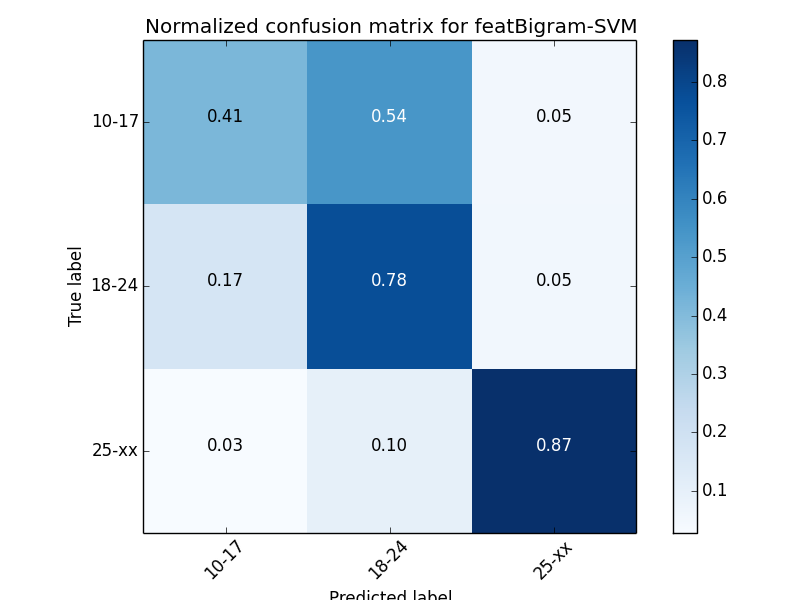 Normalized confusion matrix for featBigram-SVM
True label
10-17
0.41 0.54 0.05
18-24
0.17 0.78 0.05
25-xx
0.03 0.10 0.87
10-17 18-24 25-xx
Predicted label
0.8
0.7
0.6
0.5
0.4
0.3
0.2
0.1